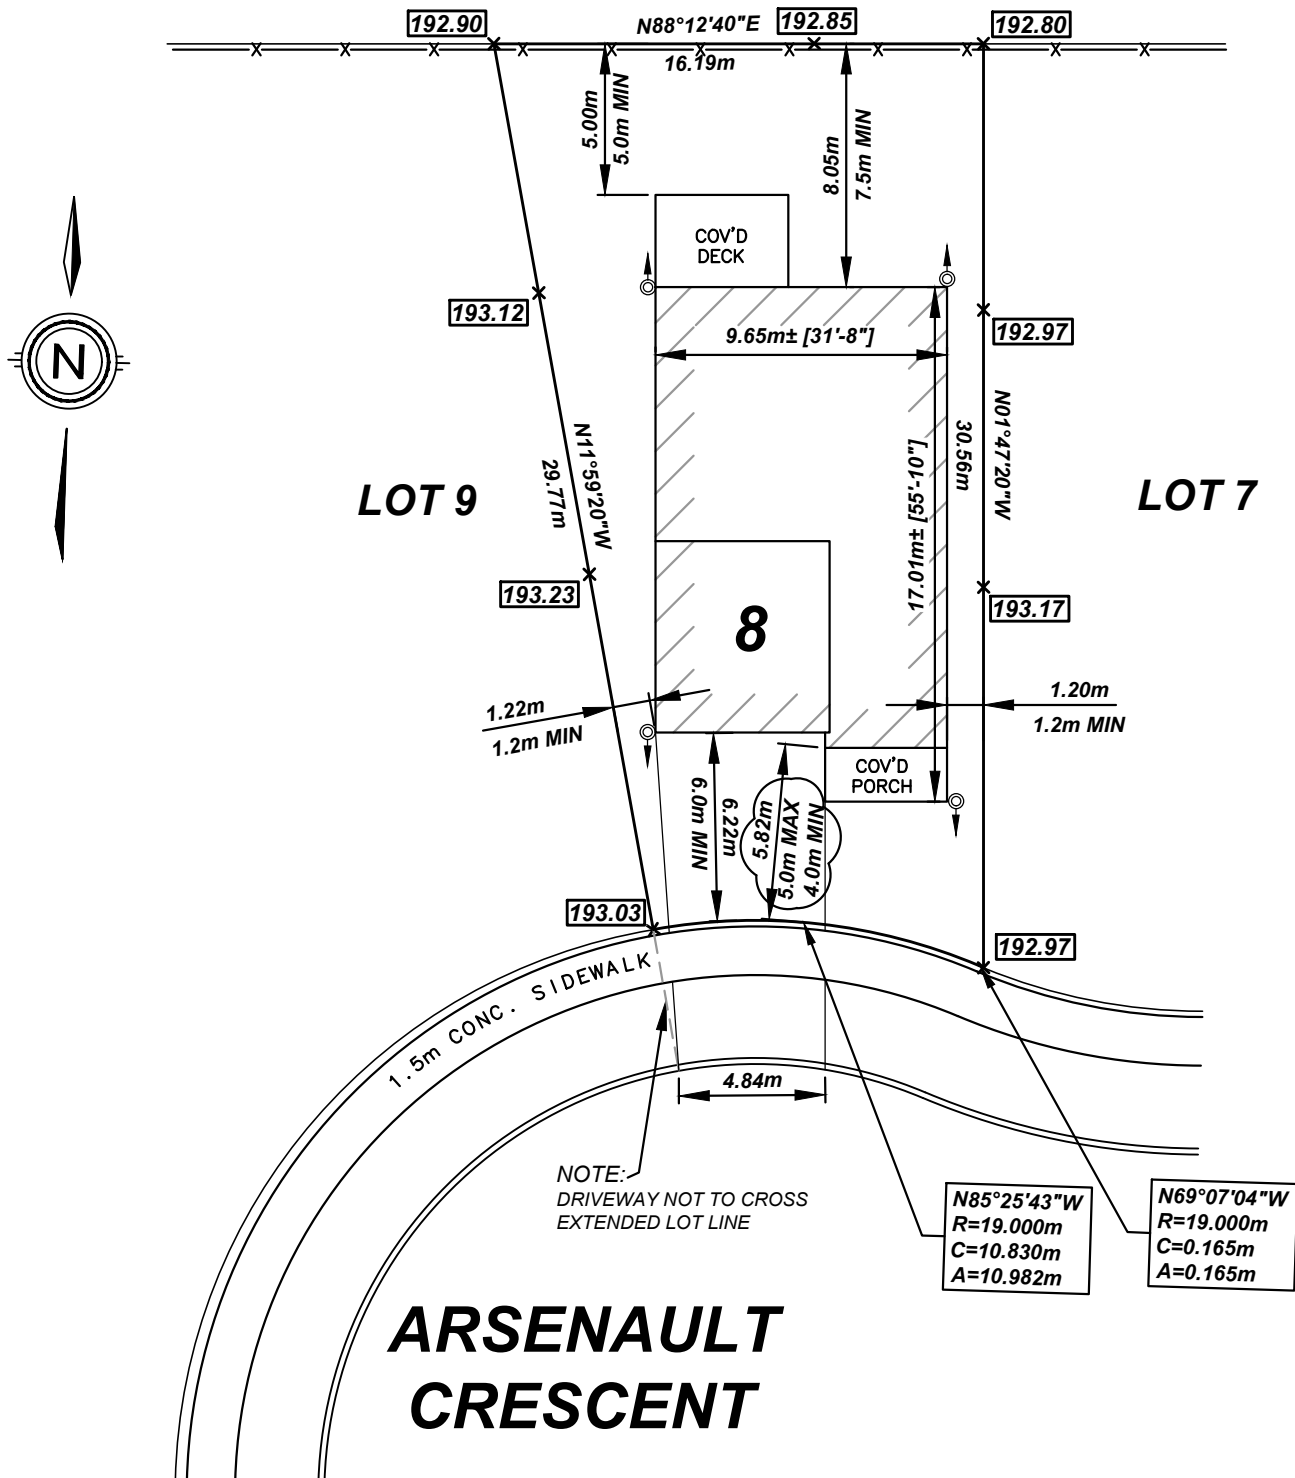 192.90
N88°12'40"E
192.85
192.80
16.19m
5.00m
5.0m MIN
8.05m
7.5m MIN
COV'D
DECK
193.12
9.65m± [31'-8"]
192.97
N
N11°59'20"W
29.77m
N01°47'20"W
30.56m
17.01m± [55'-10"]
LOT 9
LOT 7
193.23
8
193.17
1.22m
1.2m MIN
1.20m
1.2m MIN
COV'D
PORCH
6.22m
6.0m MIN
5.82m
5.0m MAX
4.0m MIN
193.03
192.97
1.5m CONC. SIDEWALK
4.84m
NOTE:
DRIVEWAY NOT TO CROSS
EXTENDED LOT LINE
N85°25'43"W
R=19.000m
C=10.830m
A=10.982m
N69°07'04"W
R=19.000m
C=0.165m
A=0.165m
ARSENAULT
CRESCENT